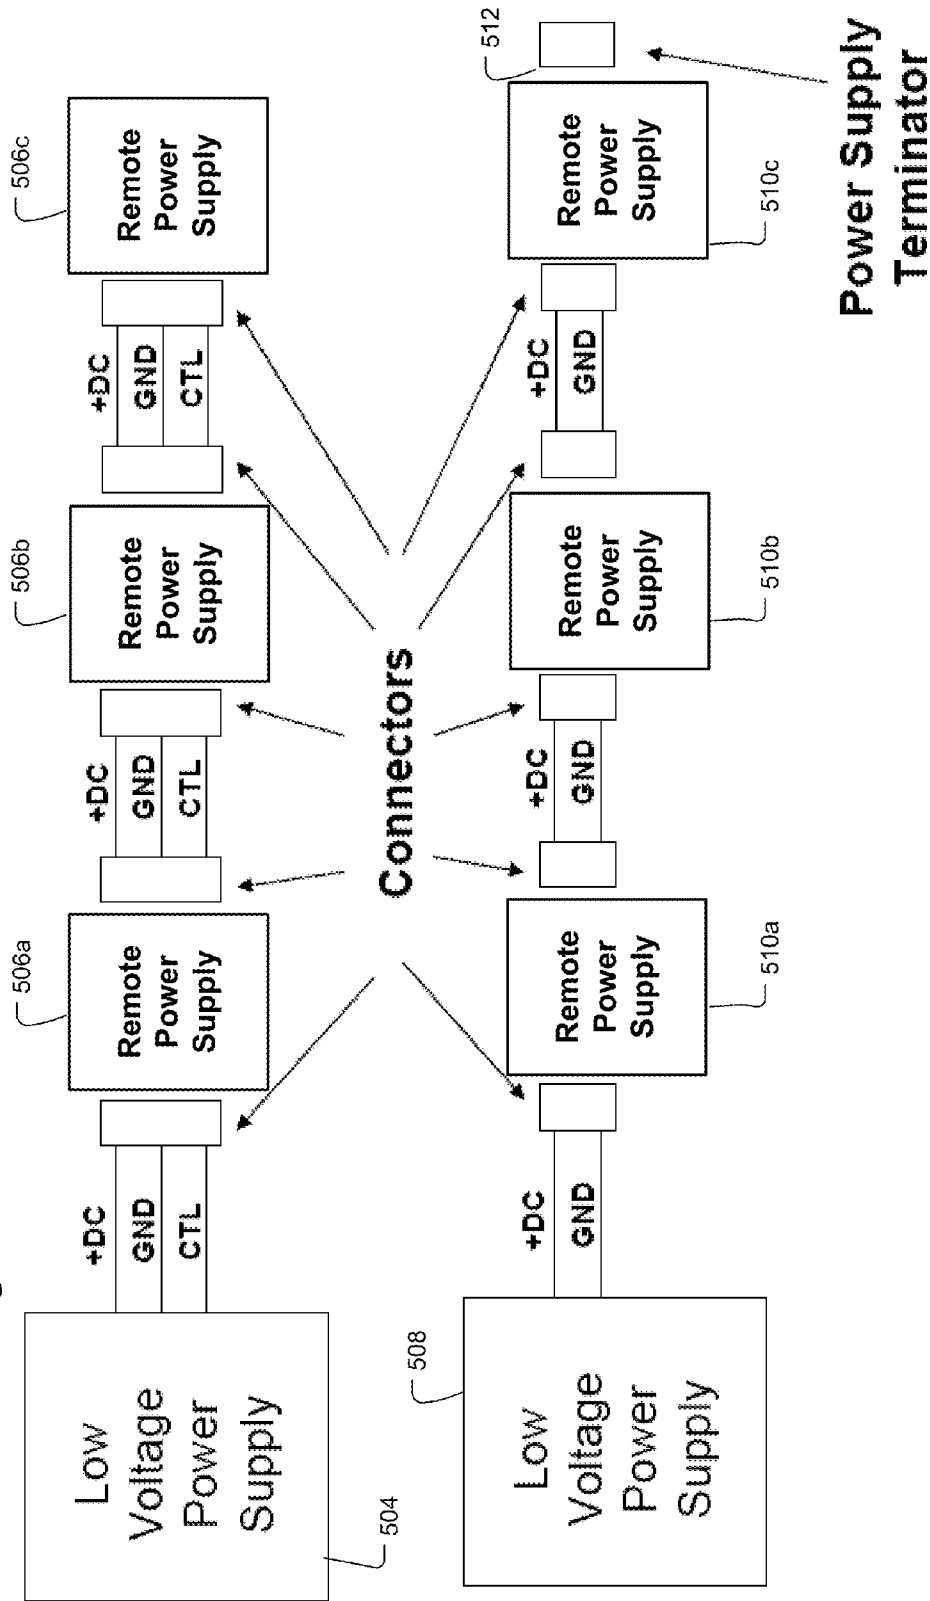 504
Low
Voltage
Power
Supply
+DC
GND
CTL
506a
Remote
Power
Supply
+DC
GND
CTL
506b
Remote
Power
Supply
+DC
GND
CTL
506c
Remote
Power
Supply
Connectors
508
Low
Voltage
Power
Supply
+DC
GND
510a
Remote
Power
Supply
+DC
GND
510b
Remote
Power
Supply
+DC
GND
510c
Remote
Power
Supply
512
Power Supply
Terminator